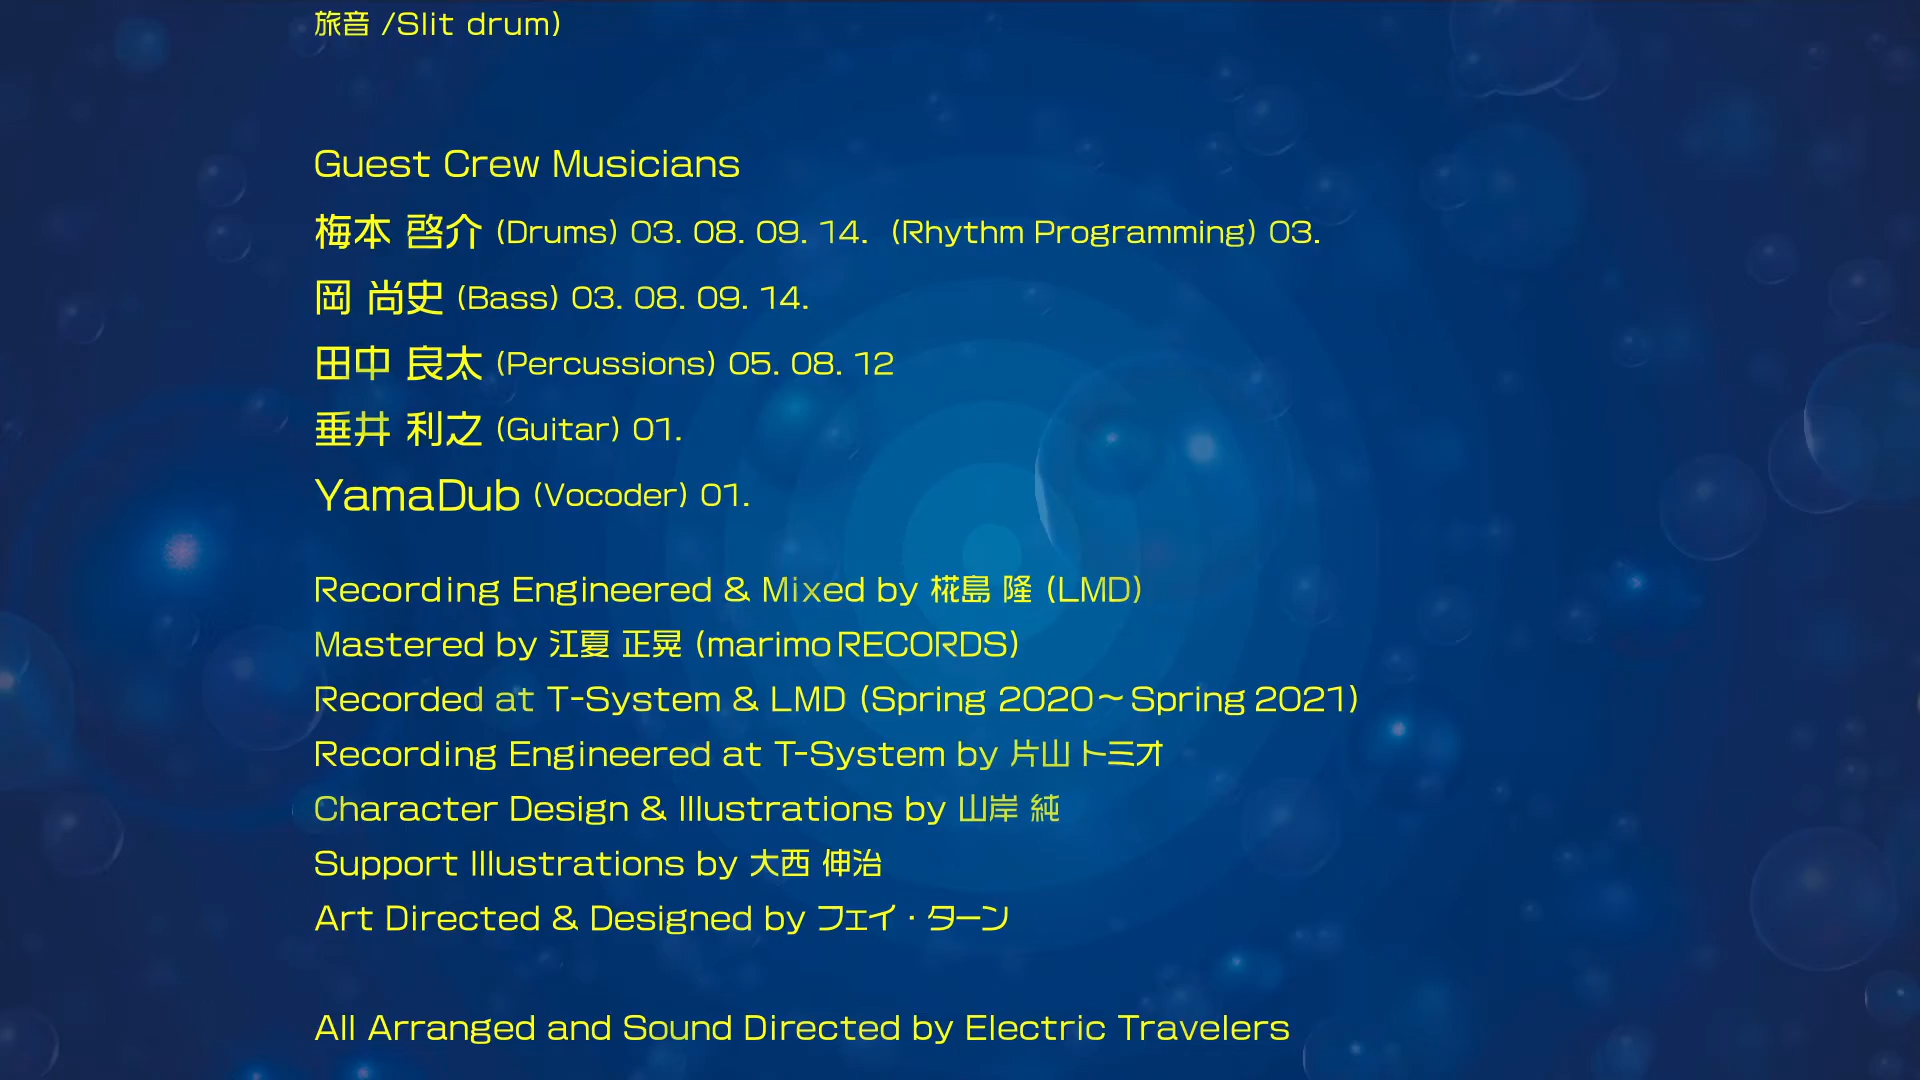 旅音 /Slit drum)
Guest Crew Musicians
梅本 啓介 (Drums) 03. 08. 09. 14. (Rhythm Programming) 03.
岡 尚史 (Bass) 03. 08. 09. 14.
田中 良太 (Percussions) 05. 08. 12
垂井 利之 (Guitar) 01.
YamaDub (Vocoder) 01.
Recording Engineered & Mixed by 椛島 隆 (LMD)
Mastered by 江夏 正晃 (marimoRECORDS)
Recorded at T-System & LMD (Spring 2020〜Spring 2021)
Recording Engineered at T-System by 片山 トミオ
Character Design & Illustrations by 山岸 純
Support Illustrations by 大西 伸治
Art Directed & Designed by フェイ・ターン
All Arranged and Sound Directed by Electric Travelers